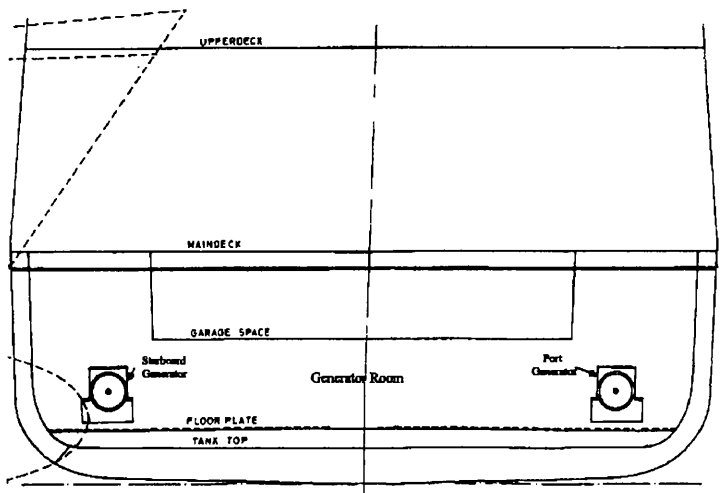 UPPERDECK
MAINDECK
GARAGE SPACE
Starboard
Generator
Generator Room
Port
Generator
FLOOR PLATE
TANK TOP